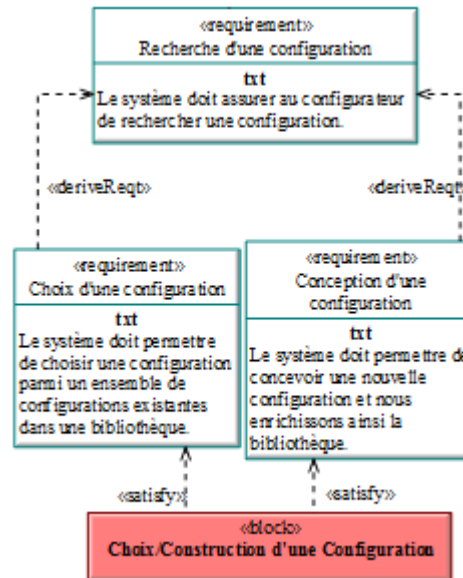 «requirement»
Recherche d'une configuration
txt
Le système doit assurer au configurateur
de rechercher une configuration.
«deriveReqt»
«deriveReqt»
«requirement»
Choix d'une configuration
txt
Le système doit permettre
de choisir une configuration
parmi un ensemble de
configurations existantes
dans une bibliothèque.
«requirement»
Conception d'une
configuration
txt
Le système doit permettre de
concevoir une nouvelle
configuration et nous
enrichissons ainsi la
bibliothèque.
«satisfy»
«satisfy»
«block»
Choix/Construction d'une Configuration